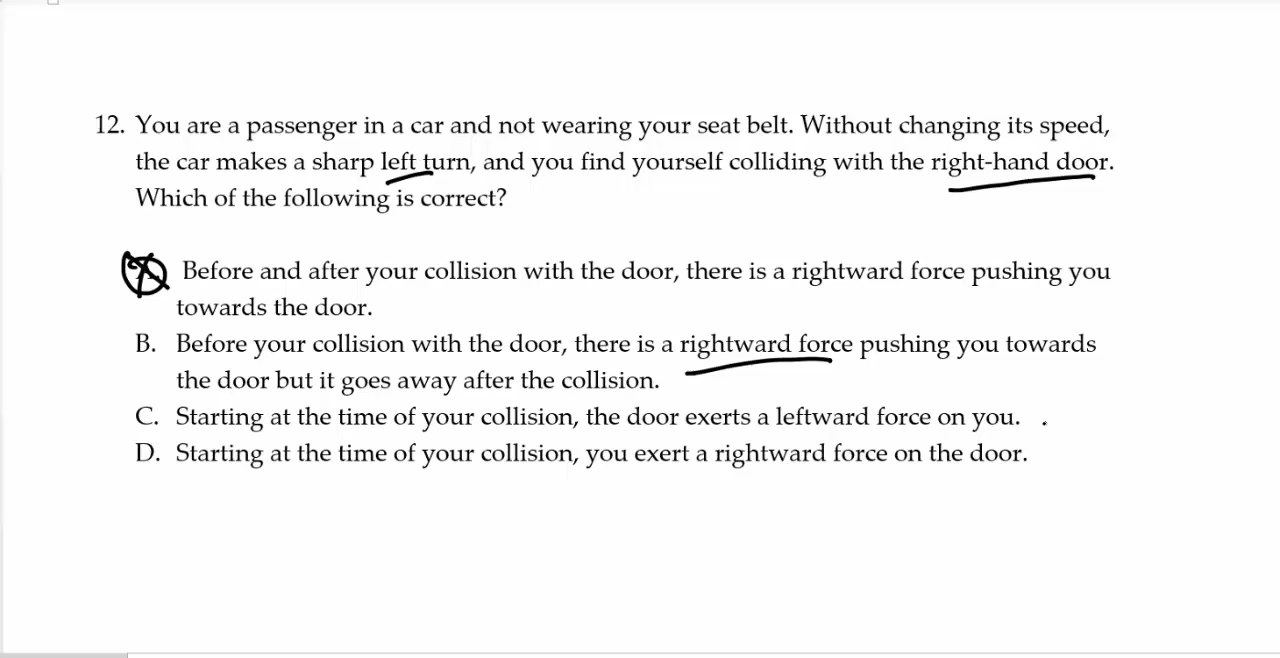 12. You are a passenger in a car and not wearing your seat belt. Without changing its speed,
the car makes a sharp left turn, and you find yourself colliding with the right-hand door.
Which of the following is correct?
A Before and after your collision with the door, there is a rightward force pushing you
towards the door.
B. Before your collision with the door, there is a rightward force pushing you towards
the door but it goes away after the collision.
C. Starting at the time of your collision, the door exerts a leftward force on you.
D. Starting at the time of your collision, you exert a rightward force on the door.